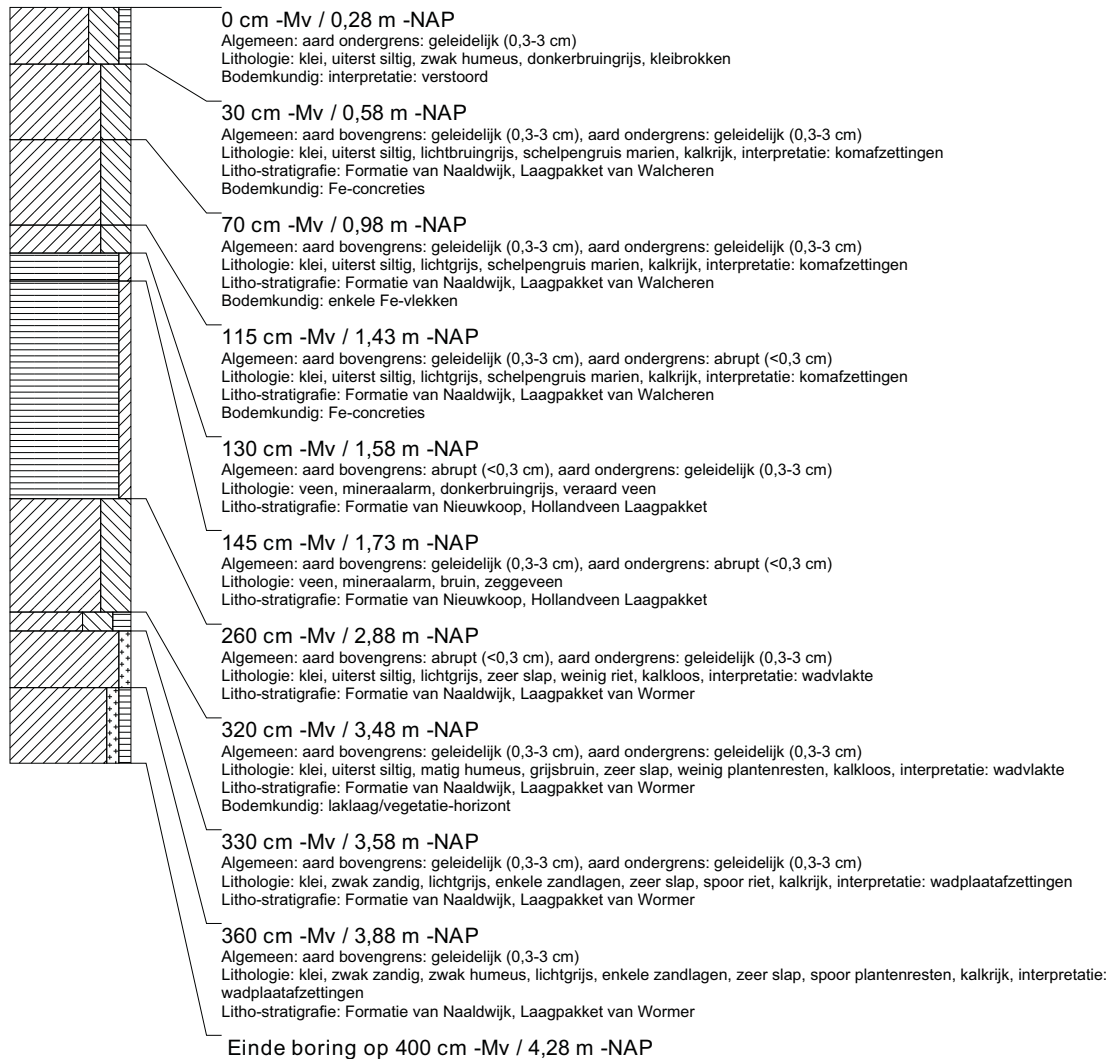 0 cm -Mv / 0,28 m -NAP
Algemeen: aard ondergrens: geleidelijk (0,3-3 cm)
Lithologie: klei, uiterst siltig, zwak humeus, donkerbruingrijs, kleibrokken
Bodemkundig: interpretatie: verstoord
30 cm -Mv / 0,58 m -NAP
Algemeen: aard bovengrens: geleidelijk (0,3-3 cm), aard ondergrens: geleidelijk (0,3-3 cm)
Lithologie: klei, uiterst siltig, lichtbruingrijs, schelpengruis marien, kalkrijk, interpretatie: komafzettingen
Litho-stratigrafie: Formatie van Naaldwijk, Laagpakket van Walcheren
Bodemkundig: Fe-concreties
70 cm -Mv / 0,98 m -NAP
Algemeen: aard bovengrens: geleidelijk (0,3-3 cm), aard ondergrens: geleidelijk (0,3-3 cm)
Lithologie: klei, uiterst siltig, lichtgrijs, schelpengruis marien, kalkrijk, interpretatie: komafzettingen
Litho-stratigrafie: Formatie van Naaldwijk, Laagpakket van Walcheren
Bodemkundig: enkele Fe-vlekken
115 cm -Mv / 1,43 m -NAP
Algemeen: aard bovengrens: geleidelijk (0,3-3 cm), aard ondergrens: abrupt (<0,3 cm)
Lithologie: klei, uiterst siltig, lichtgrijs, schelpengruis marien, kalkrijk, interpretatie: komafzettingen
Litho-stratigrafie: Formatie van Naaldwijk, Laagpakket van Walcheren
Bodemkundig: Fe-concreties
130 cm -Mv / 1,58 m -NAP
Algemeen: aard bovengrens: abrupt (<0,3 cm), aard ondergrens: geleidelijk (0,3-3 cm)
Lithologie: veen, mineraalarm, donkerbruingrijs, veraard veen
Litho-stratigrafie: Formatie van Nieuwkoop, Hollandveen Laagpakket
145 cm -Mv / 1,73 m -NAP
Algemeen: aard bovengrens: geleidelijk (0,3-3 cm), aard ondergrens: abrupt (<0,3 cm)
Lithologie: veen, mineraalarm, bruin, zeggeveen
Litho-stratigrafie: Formatie van Nieuwkoop, Hollandveen Laagpakket
260 cm -Mv / 2,88 m -NAP
Algemeen: aard bovengrens: abrupt (<0,3 cm), aard ondergrens: geleidelijk (0,3-3 cm)
Lithologie: klei, uiterst siltig, lichtgrijs, zeer slap, weinig riet, kalkloos, interpretatie: wadvlakte
Litho-stratigrafie: Formatie van Naaldwijk, Laagpakket van Wormer
320 cm -Mv / 3,48 m -NAP
Algemeen: aard bovengrens: geleidelijk (0,3-3 cm), aard ondergrens: geleidelijk (0,3-3 cm)
Lithologie: klei, uiterst siltig, matig humeus, grijsbruin, zeer slap, weinig plantenresten, kalkloos, interpretatie: wadvlakte
Litho-stratigrafie: Formatie van Naaldwijk, Laagpakket van Wormer
Bodemkundig: laklaag/vegetatie-horizont
330 cm -Mv / 3,58 m -NAP
Algemeen: aard bovengrens: geleidelijk (0,3-3 cm), aard ondergrens: geleidelijk (0,3-3 cm)
Lithologie: klei, zwak zandig, lichtgrijs, enkele zandlagen, zeer slap, spoor riet, kalkrijk, interpretatie: wadplaatafzettingen
Litho-stratigrafie: Formatie van Naaldwijk, Laagpakket van Wormer
360 cm -Mv / 3,88 m -NAP
Algemeen: aard bovengrens: geleidelijk (0,3-3 cm)
Lithologie: klei, zwak zandig, zwak humeus, lichtgrijs, enkele zandlagen, zeer slap, spoor plantenresten, kalkrijk, interpretatie:
wadplaatafzettingen
Litho-stratigrafie: Formatie van Naaldwijk, Laagpakket van Wormer
Einde boring op 400 cm -Mv / 4,28 m -NAP